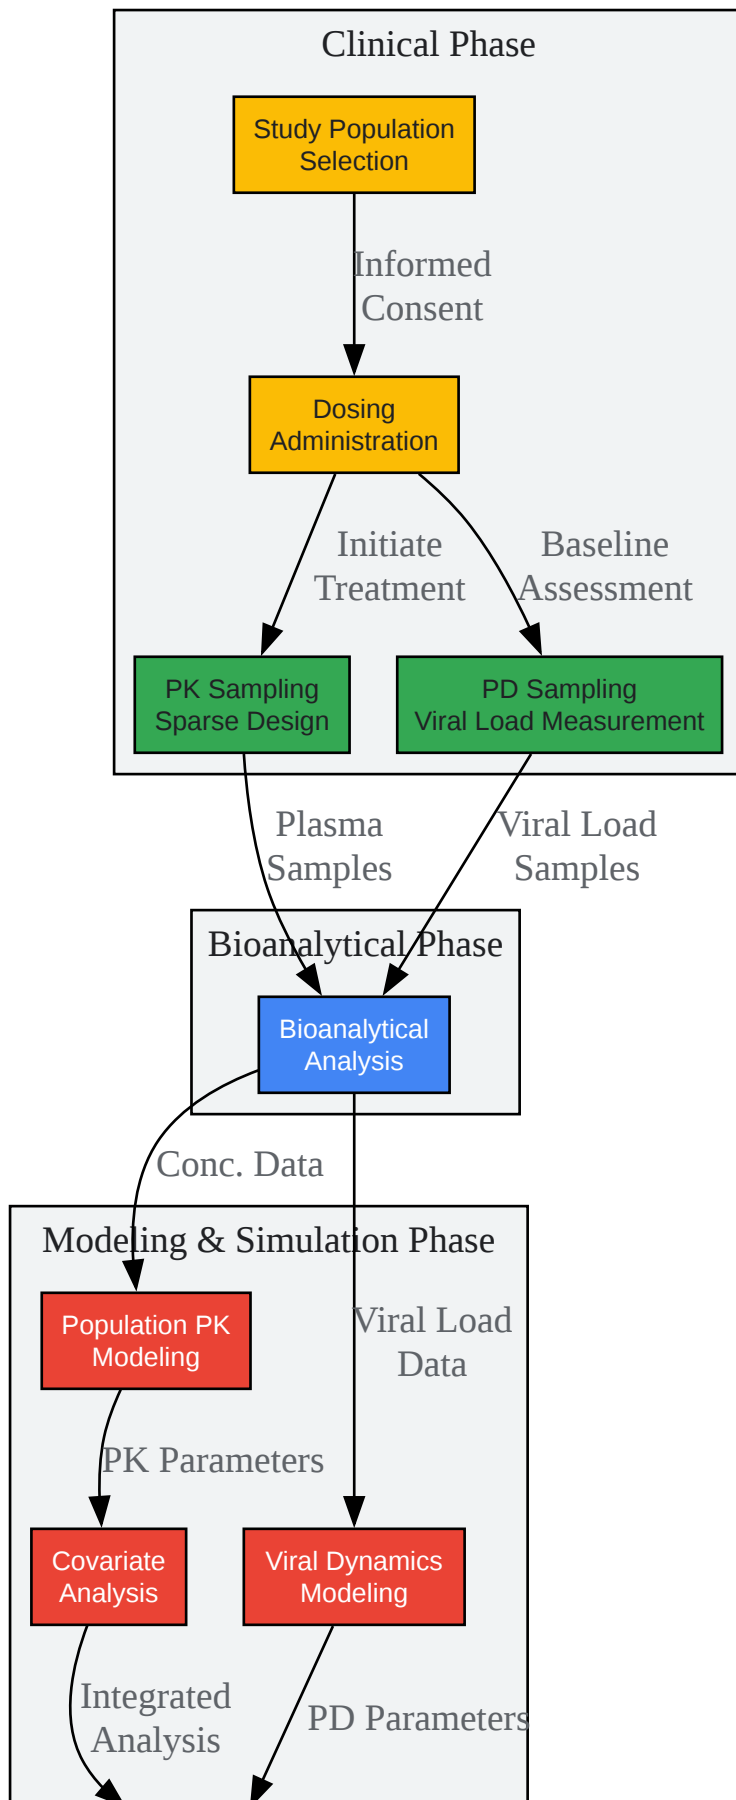 Clinical Phase
Study Population
Selection
Informed
Consent
Dosing
Administration
Initiate
Treatment
Baseline
Assessment
PK Sampling
Sparse Design
PD Sampling
Viral Load Measurement
Plasma
Samples
Viral Load
Samples
Bioanalytical Phase
Bioanalytical
Analysis
Conc. Data
Modeling & Simulation Phase
Population PK
Modeling
Viral Load
Data
PK Parameters
Covariate
Analysis
Viral Dynamics
Modeling
Integrated
Analysis
PD Parameters